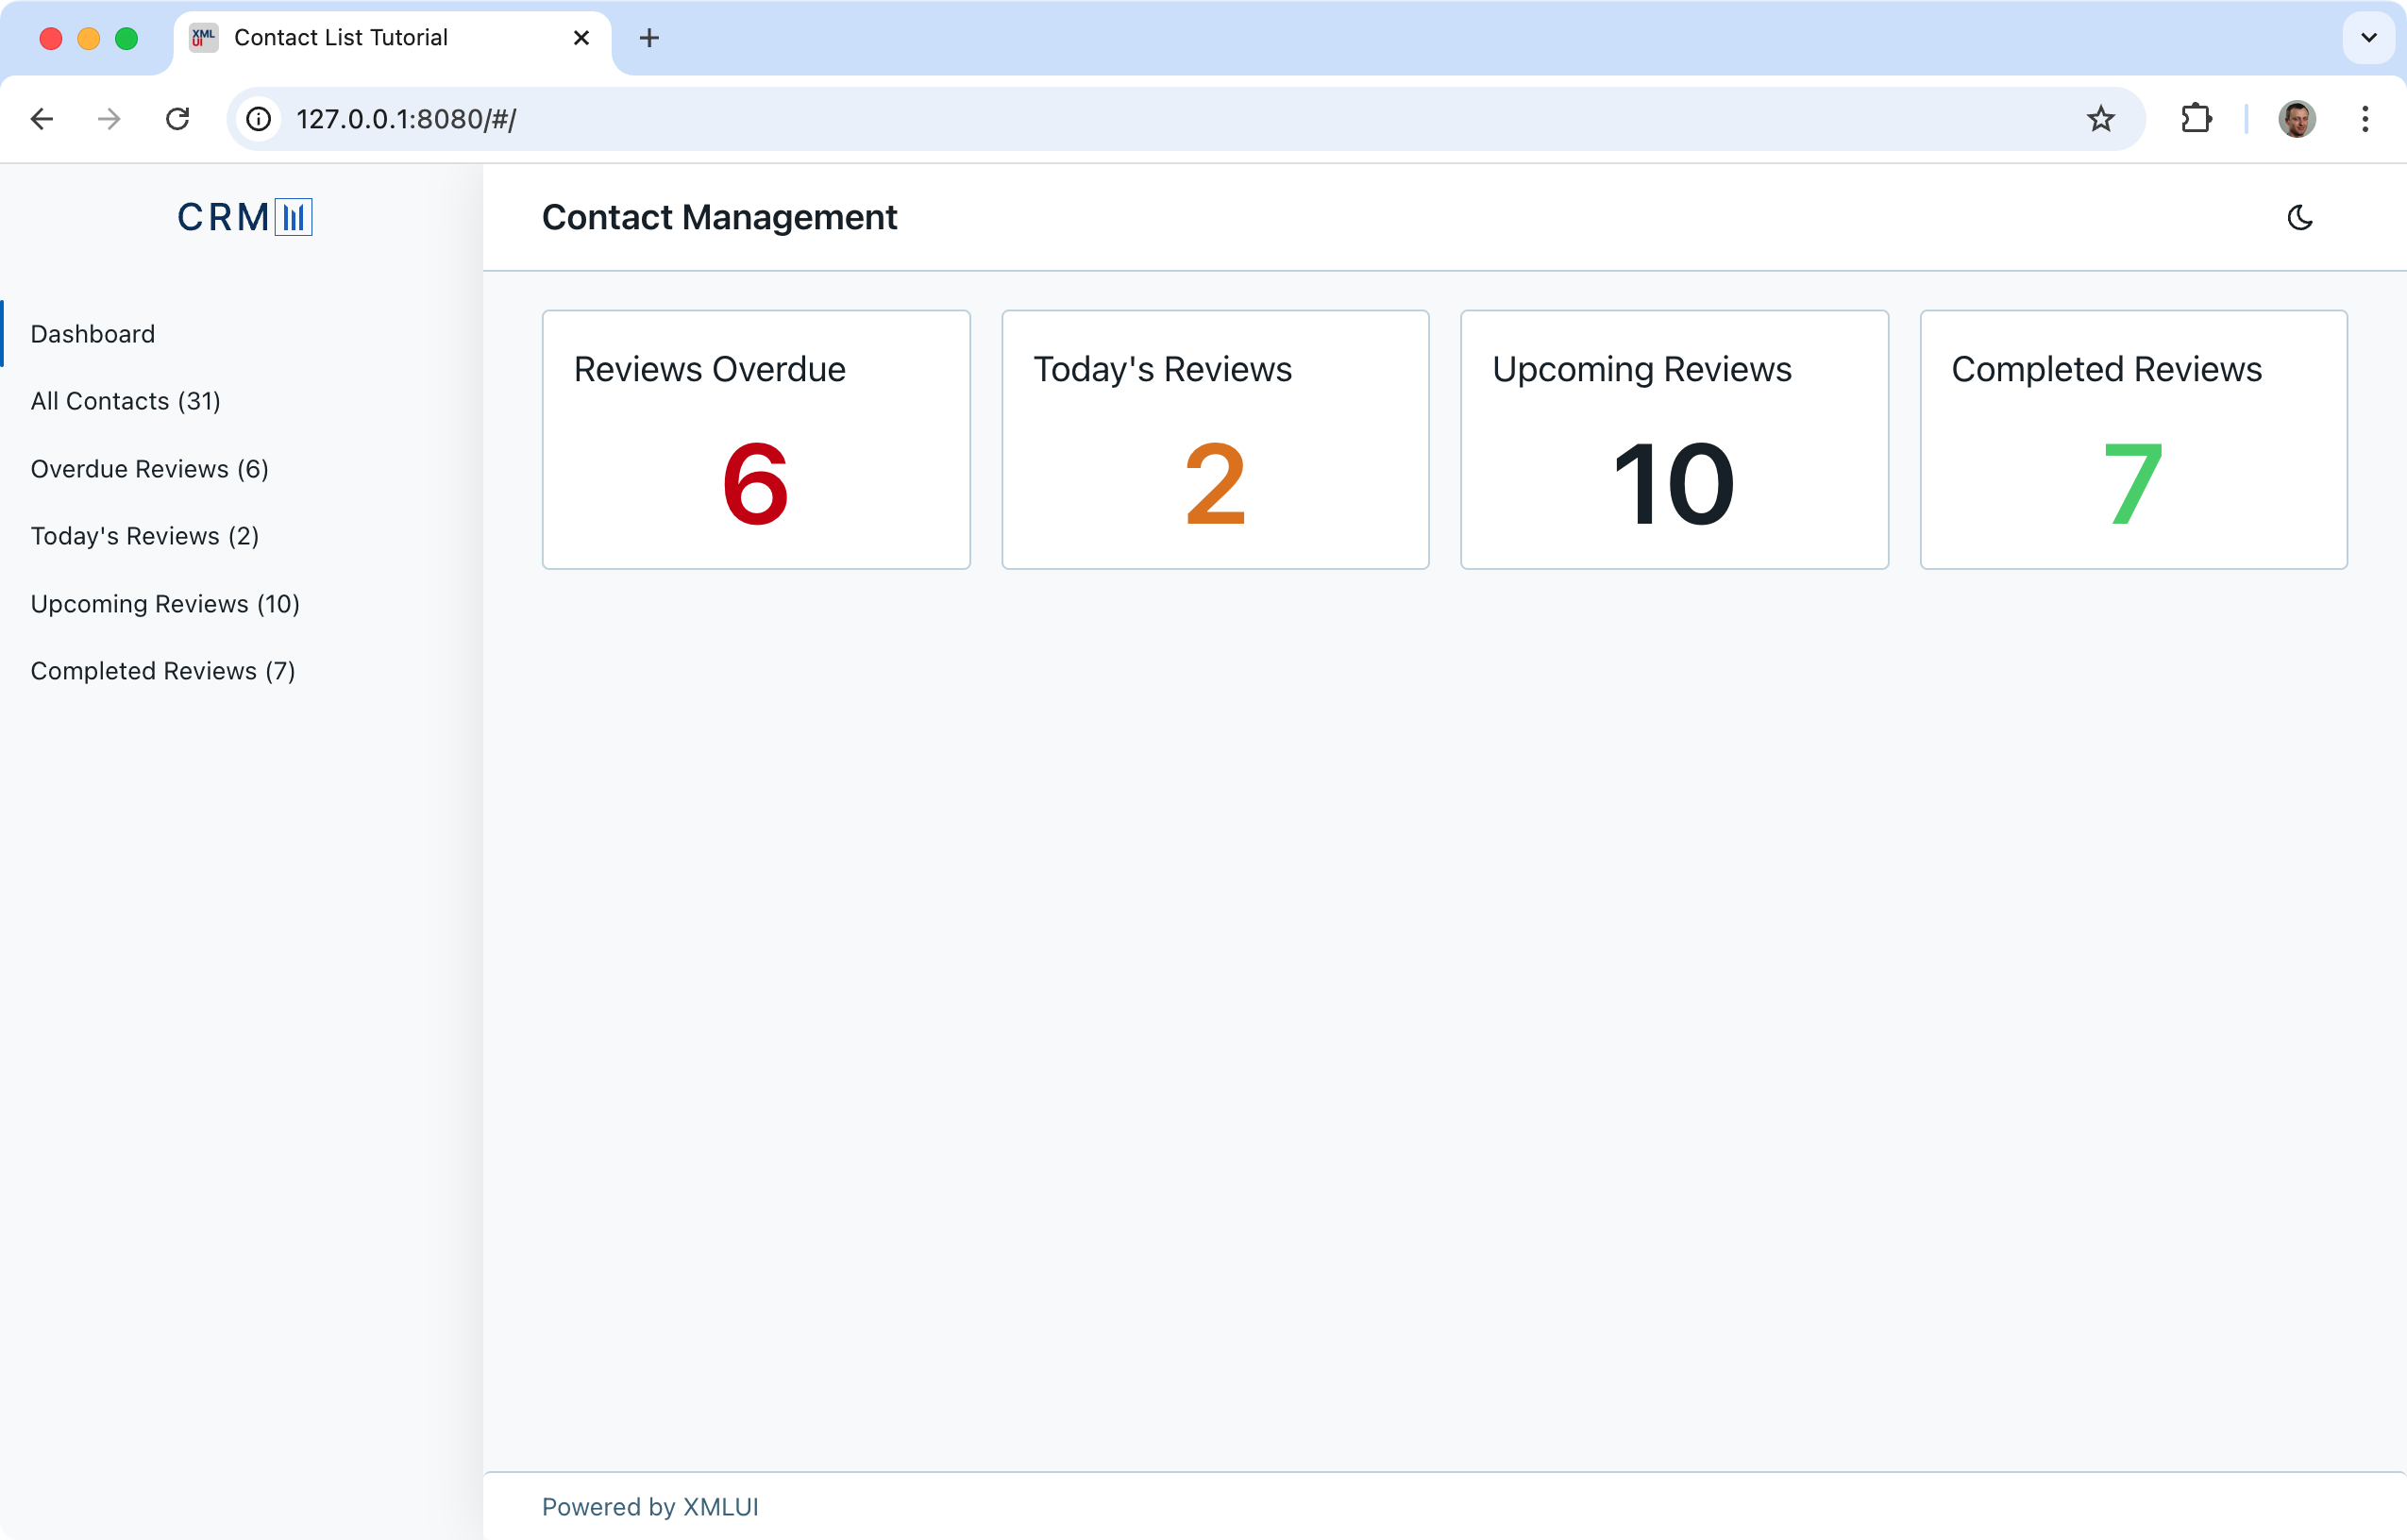 XML
UI
Contact List Tutorial
127.0.0.1:8080/#/
CRM
Contact Management
Dashboard
All Contacts (31)
Overdue Reviews (6)
Today's Reviews (2)
Upcoming Reviews (10)
Completed Reviews (7)
Reviews Overdue
6
Today's Reviews
2
Upcoming Reviews
10
Completed Reviews
7
Powered by XMLUI